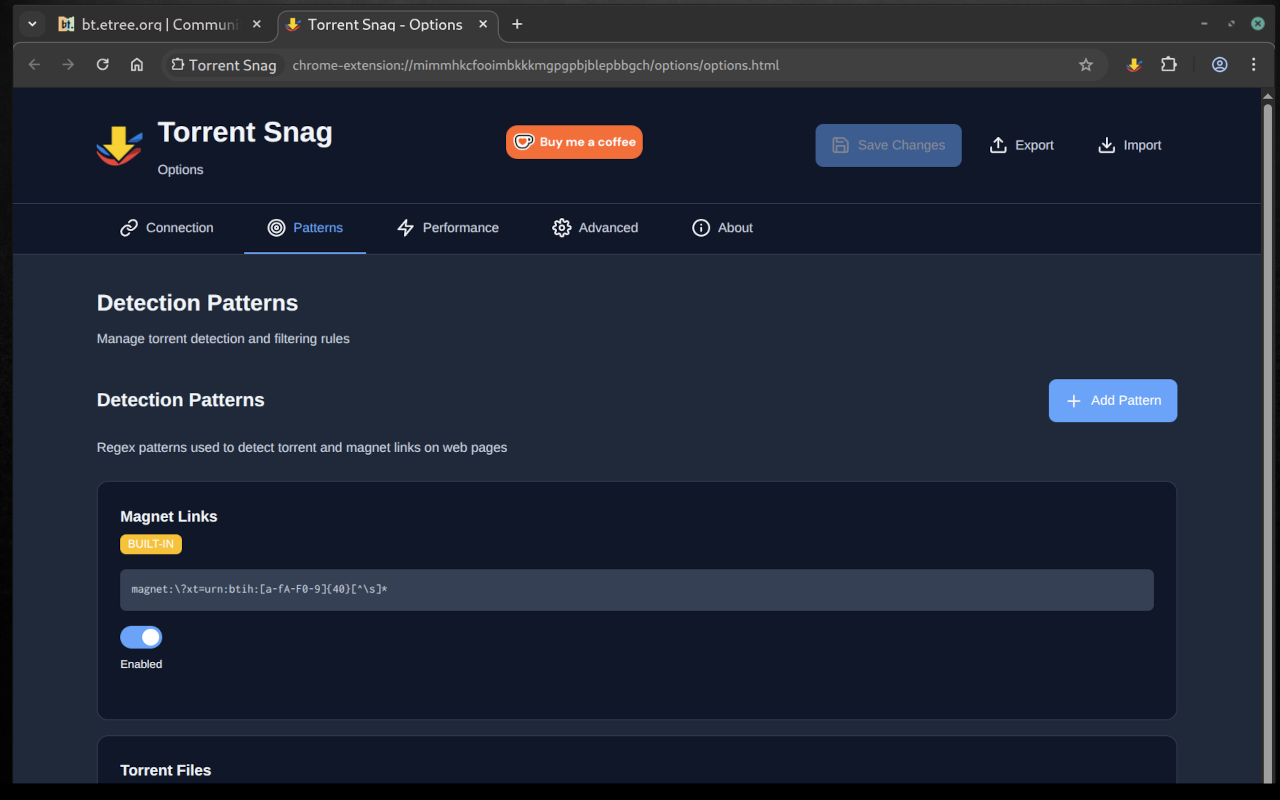 bt. bt.etree.org | Communi
Torrent Snag - Options
Torrent Snag
chrome-extension://mimmhkcfooimbkkkmgpgpbjblepbbgch/options/options.html
Torrent Snag
Options
Buy me a coffee
Save Changes
Export
Import
Connection
Patterns
Performance
Advanced
About
Detection Patterns
Manage torrent detection and filtering rules
Detection Patterns
Add Pattern
Regex patterns used to detect torrent and magnet links on web pages
Magnet Links
BUILT-IN
magnet:\?xt=urn:btih:[a-fA-F0-9]{40}[^\s]*
Enabled
Torrent Files